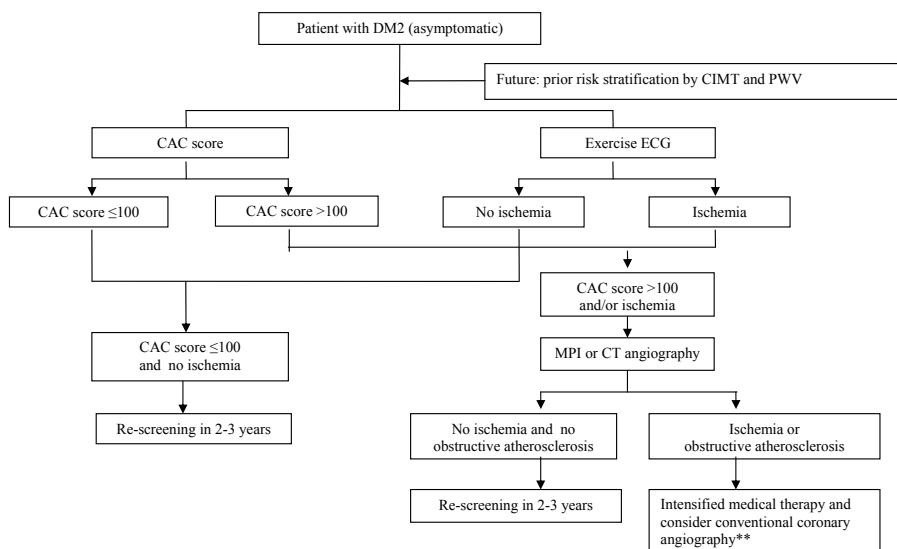 Patient with DM2 (asymptomatic)
Future: prior risk stratification by CIMT and PWV
CAC score
Exercise ECG
CAC score ≤100
CAC score >100
No ischemia
Ischemia
CAC score >100
and/or ischemia
CAC score ≤100
and no ischemia
MPI or CT angiography
Re-screening in 2-3 years
No ischemia and no
obstructive atherosclerosis
Ischemia or
obstructive atherosclerosis
Re-screening in 2-3 years
Intensified medical therapy and
consider conventional coronary
angiography**